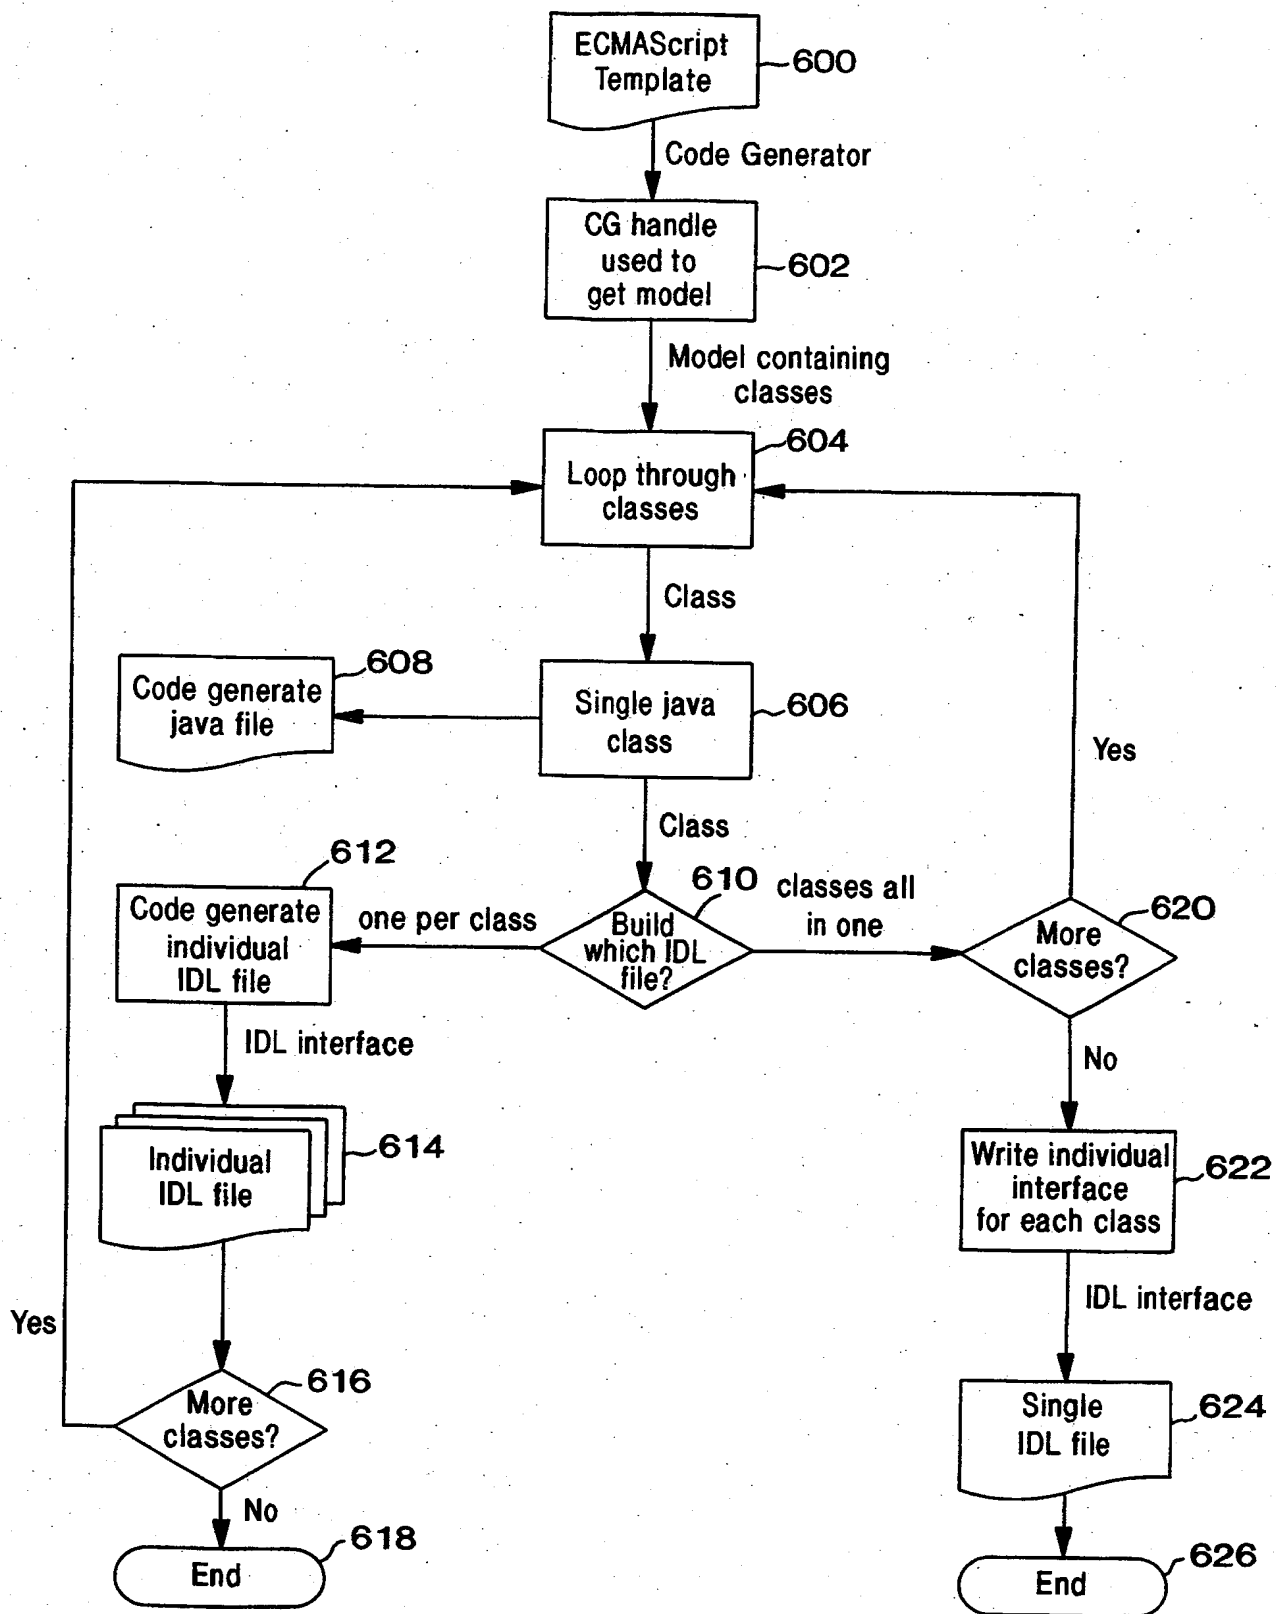 ECMAScript
Template
600
Code Generator
CG handle
used to
get model
602
Model containing
classes
604
Loop through
classes
Class
608
Code generate
java file
Single java
class
606
Yes
Class
612
610
classes all
in one
620
Code generate
individual
IDL file
one per class
Build
which IDL
file?
More
classes?
IDL interface
No
Individual
IDL file
614
Write individual
interface
for each class
622
IDL interface
Yes
616
More
classes?
Single
IDL file
624
No
618
End
626
End